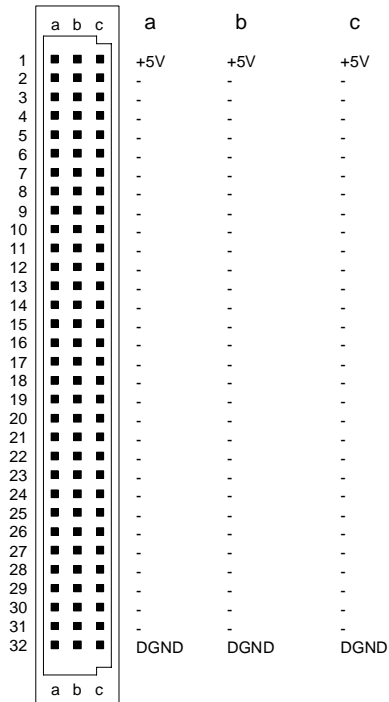 a b c a b c
1 +5V +5V +5V
2 - - -
3 - - -
4 - - -
5 - - -
6 - - -
7 - - -
8 - - -
9 - - -
10 - - -
11 - - -
12 - - -
13 - - -
14 - - -
15 - - -
16 - - -
17 - - -
18 - - -
19 - - -
20 - - -
21 - - -
22 - - -
23 - - -
24 - - -
25 - - -
26 - - -
27 - - -
28 - - -
29 - - -
30 - - -
31 - - -
32 DGND DGND DGND
a b c